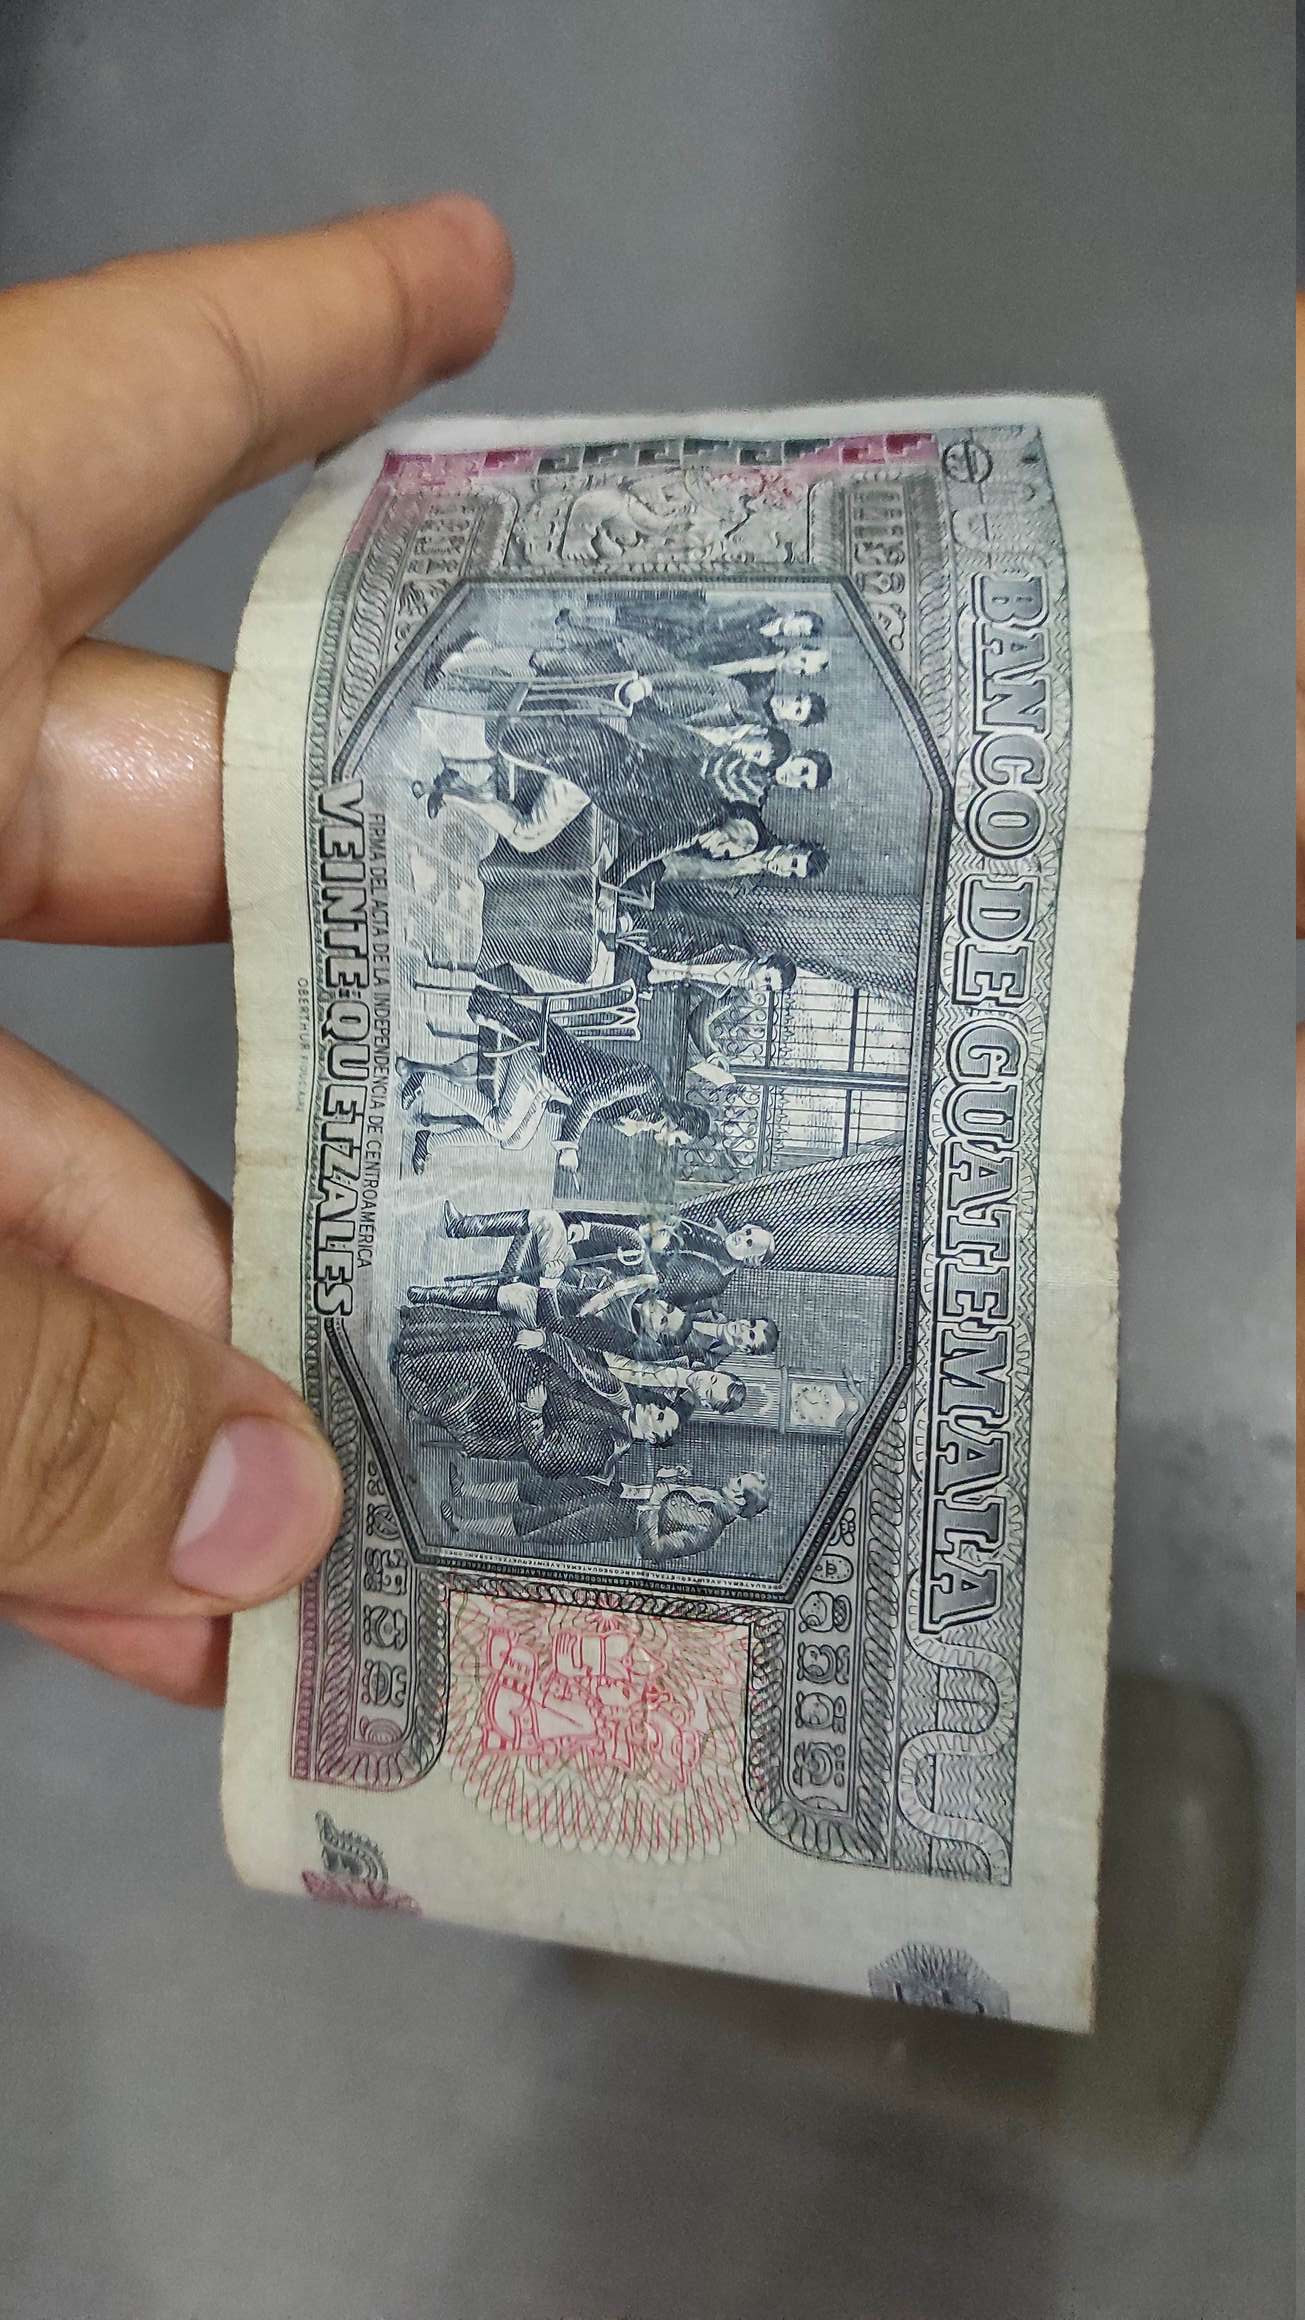 BANCO DE GUATEMALA
FIRMA DEL ACTA DE LA INDEPENDENCIA DE CENTROAMERICA
VEINTE QUETZALES
OBERTHUR FIDUCIAIRE